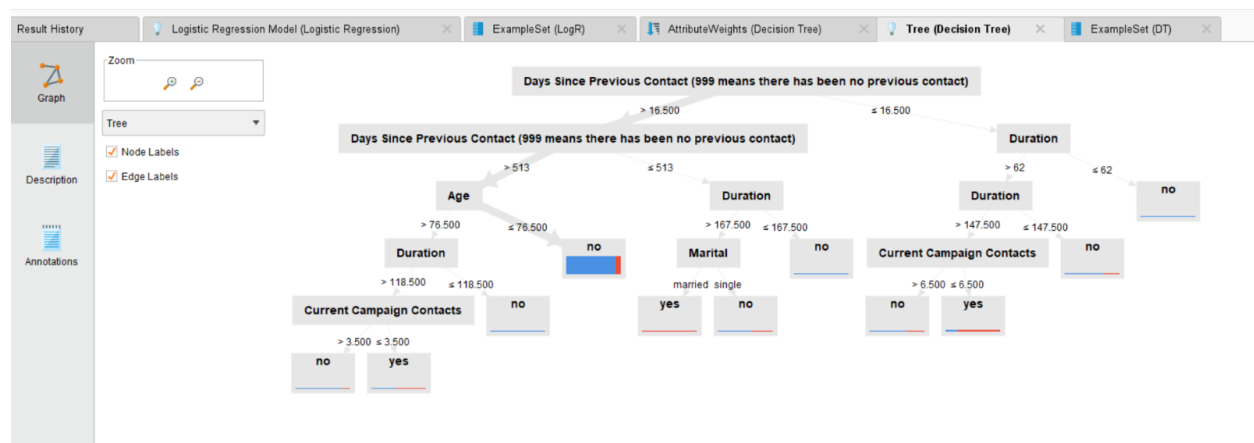 Result History
Logistic Regression Model (Logistic Regression)
ExampleSet (LogR)
AttributeWeights (Decision Tree)
Tree (Decision Tree)
ExampleSet (DT)
Graph
Description
Annotations
Zoom
Tree
Node Labels
Edge Labels
Days Since Previous Contact (999 means there has been no previous contact)
> 16.500 ≤ 16.500
Days Since Previous Contact (999 means there has been no previous contact)
Duration
> 513 ≤ 513 > 62 ≤ 62
Age Duration Duration no
> 76.500 ≤ 76.500 > 167.500 ≤ 167.500 > 147.500 ≤ 147.500
Duration no Marital no Current Campaign Contacts no
> 118.500 ≤ 118.500 married single > 6.500 ≤ 6.500
Current Campaign Contacts no yes no no yes
> 3.500 ≤ 3.500
no yes